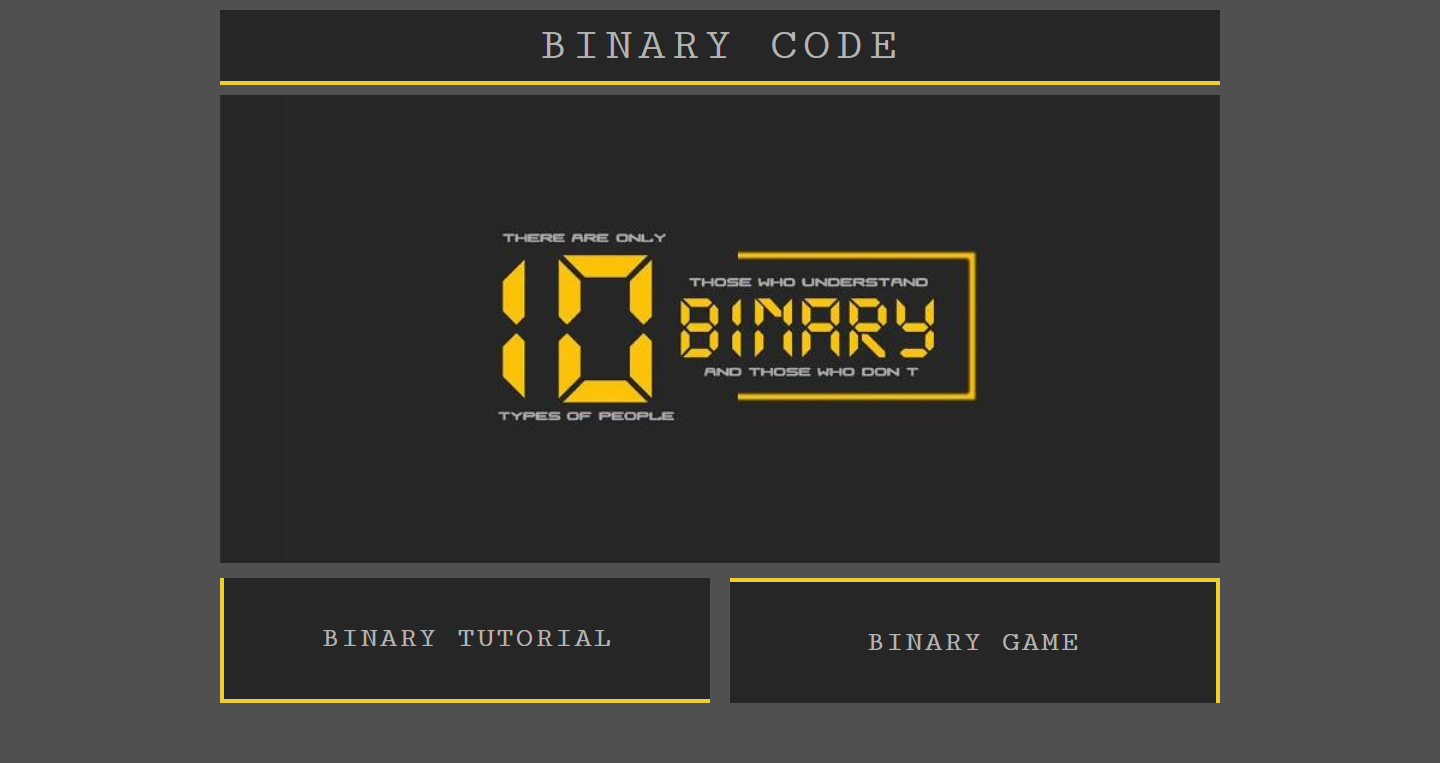 BINARY CODE
THERE ARE ONLY
10
TYPES OF PEOPLE
THOSE WHO UNDERSTAND
BINARY
AND THOSE WHO DON T
BINARY TUTORIAL
BINARY GAME